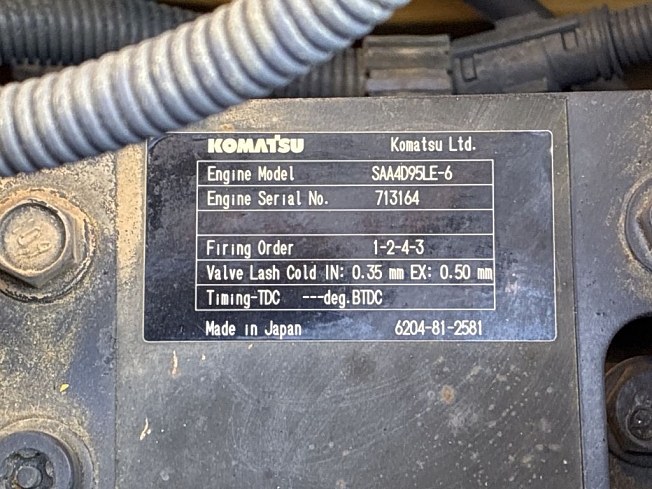 KOMATSU Komatsu Ltd.
Engine Model SAA4D95LE-6
Engine Serial No. 713164
Firing Order 1-2-4-3
Valve Lash Cold IN: 0.35 mm EX: 0.50 mm
Timing-TDC ---deg.BTDC
Made in Japan 6204-81-2581